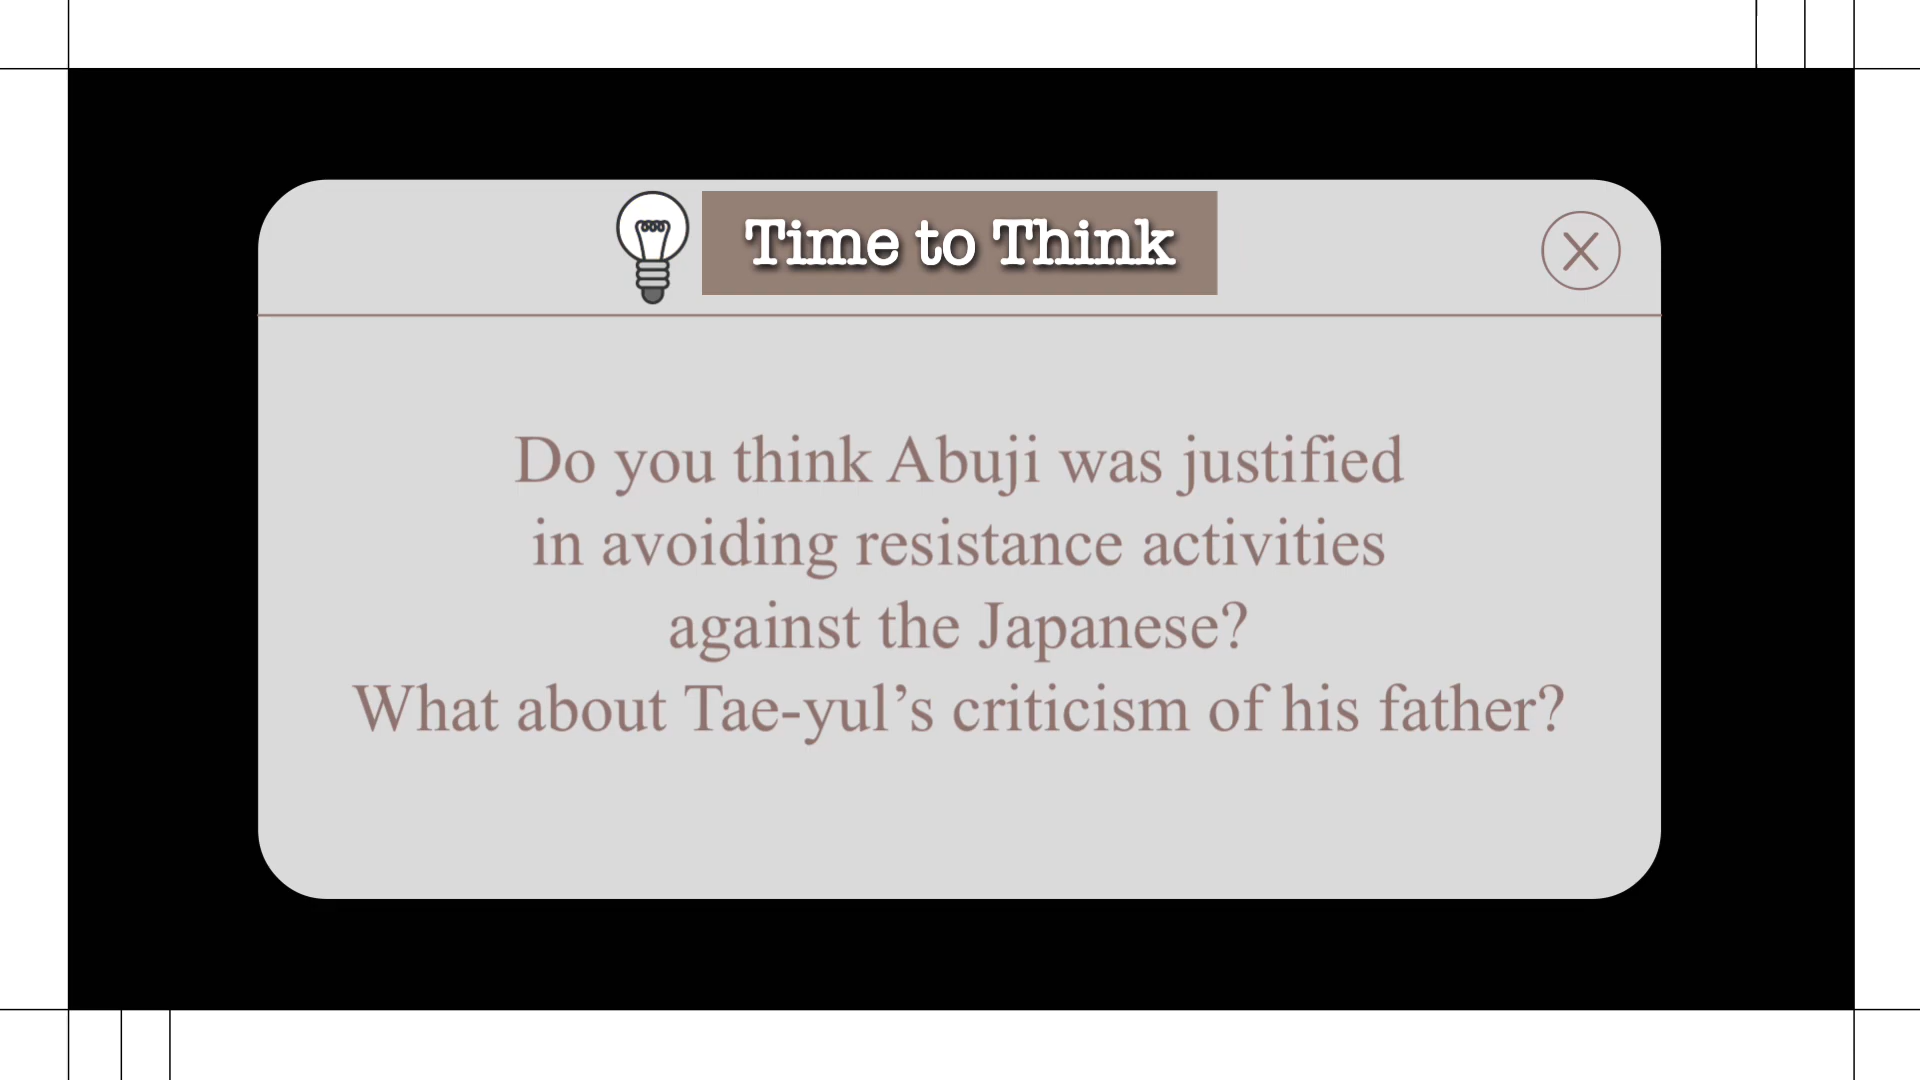 Time to Think
Do you think Abuji was justified
in avoiding resistance activities
against the Japanese?
What about Tae-yul’s criticism of his father?